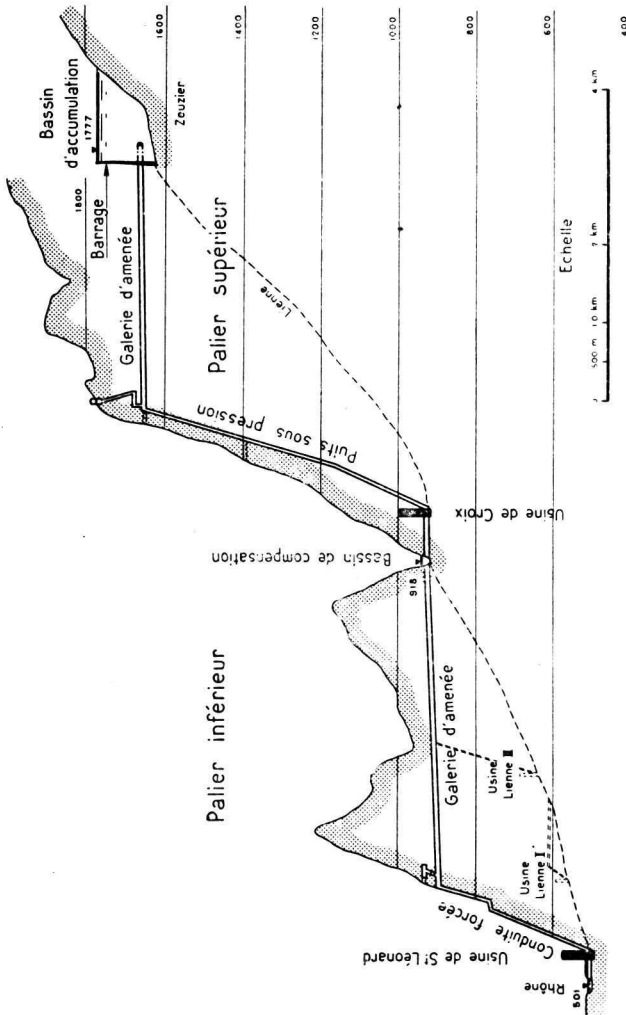 Bassin
d'accumulation
1777
Zeuzier
1800
Barrage
Galerie d'amenée
Palier supérieur
Lienne
Puits sous pression
Usine de Croix
Bassin de compensation
918
Palier inférieur
Galerie d'amenée
Usine
Lienne II
Usine
Lienne I
Conduite forcée
Usine de St Léonard
Rhône
501
1600
1400
1200
1000
800
600
400
Echelle
500 m
4 km